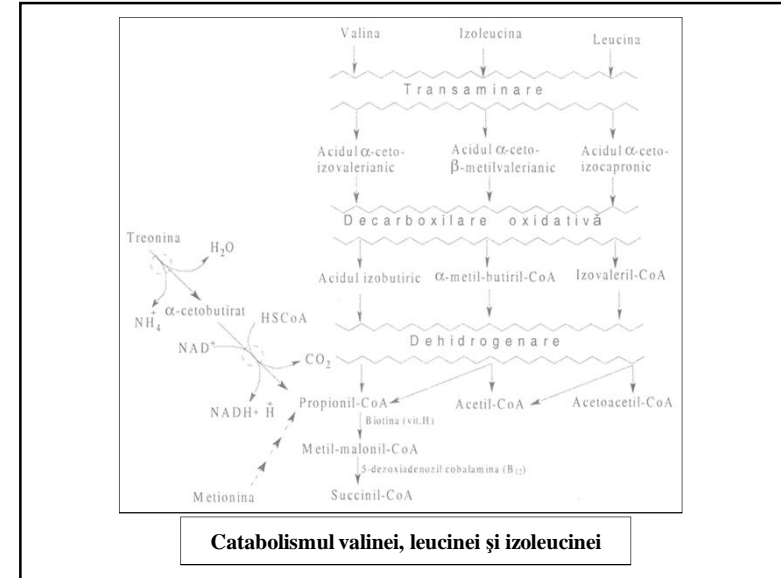 Valina Izoleucina Leucina
Transaminare
Acidul α-ceto- Acidul α-ceto- Acidul α-ceto-
izovalerianic β-metilvalerianic izocapronic
Decarboxilare oxidativă
Treonina
H₂O
Acidul izobutiric α-metil-butiril-CoA Izovaleril-CoA
NH₄⁺ α-cetobutirat HSCoA
Dehidrogenare
NAD⁺ CO₂
NADH+ H⁺ Propionil-CoA Acetil-CoA Acetoacetil-CoA
Biotina (vit.H)
Metil-malonil-CoA
5-dezoxiadenozil cobalamina (B₁₂)
Metionina Succinil-CoA
Catabolismul valinei, leucinei şi izoleucinei